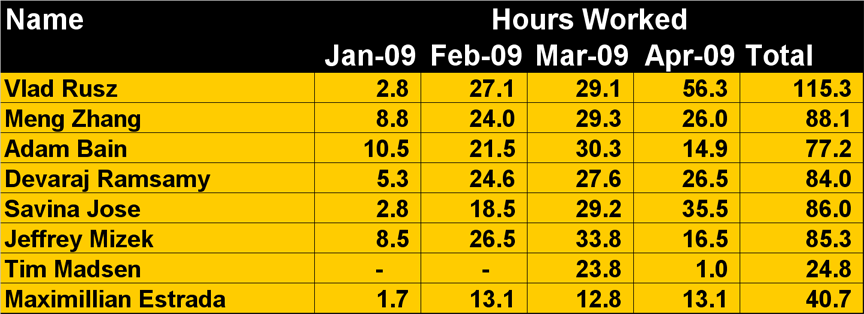 Name Hours Worked
Jan-09 Feb-09 Mar-09 Apr-09 Total
Vlad Rusz 2.8 27.1 29.1 56.3 115.3
Meng Zhang 8.8 24.0 29.3 26.0 88.1
Adam Bain 10.5 21.5 30.3 14.9 77.2
Devaraj Ramsamy 5.3 24.6 27.6 26.5 84.0
Savina Jose 2.8 18.5 29.2 35.5 86.0
Jeffrey Mizek 8.5 26.5 33.8 16.5 85.3
Tim Madsen - - 23.8 1.0 24.8
Maximillian Estrada 1.7 13.1 12.8 13.1 40.7